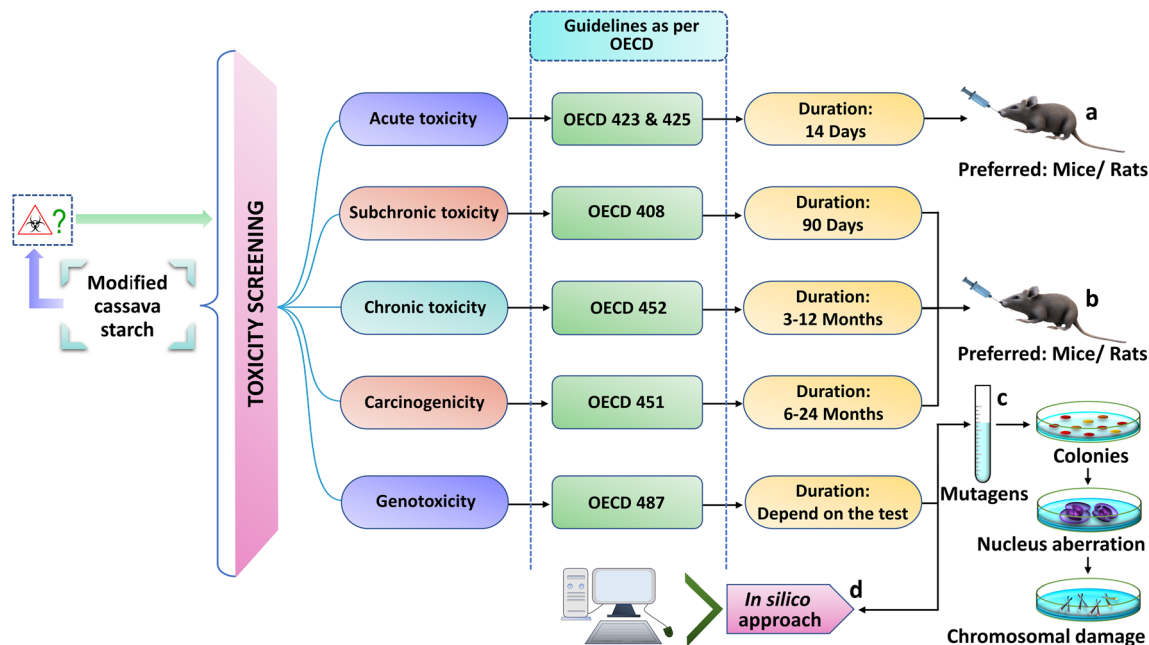 Guidelines as per
OECD
Acute toxicity
OECD 423 & 425
Duration:
14 Days
a
Preferred: Mice/ Rats
Subchronic toxicity
OECD 408
Duration:
90 Days
?
Modified
cassava
starch
TOXICITY SCREENING
Chronic toxicity
OECD 452
Duration:
3-12 Months
b
Preferred: Mice/ Rats
Carcinogenicity
OECD 451
Duration:
6-24 Months
c
Mutagens
Colonies
Genotoxicity
OECD 487
Duration:
Depend on the test
Nucleus aberration
In silico
approach
d
Chromosomal damage